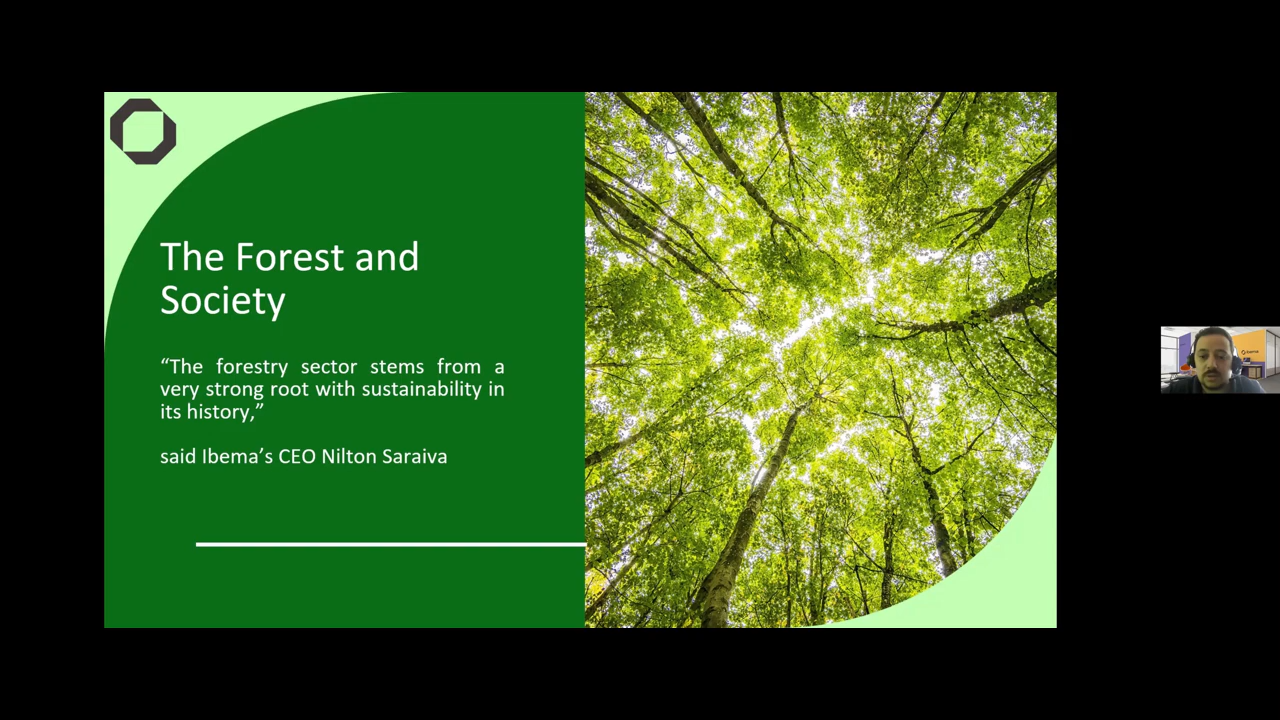 The Forest and
Society
“The forestry sector stems from a
very strong root with sustainability in
its history,”
said Ibema’s CEO Nilton Saraiva